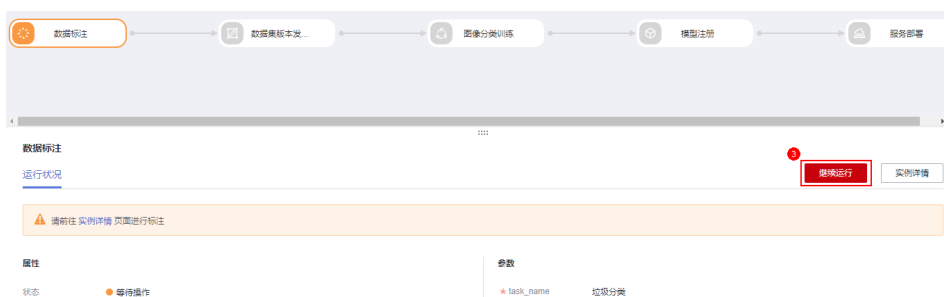 数据标注 数据集版本发... 图像分类训练 模型注册 服务部署
数据标注
3
运行状况 继续运行 实例详情
请前往 实例详情 页面进行标注
属性 参数
状态 等待操作 * task_name 垃圾分类